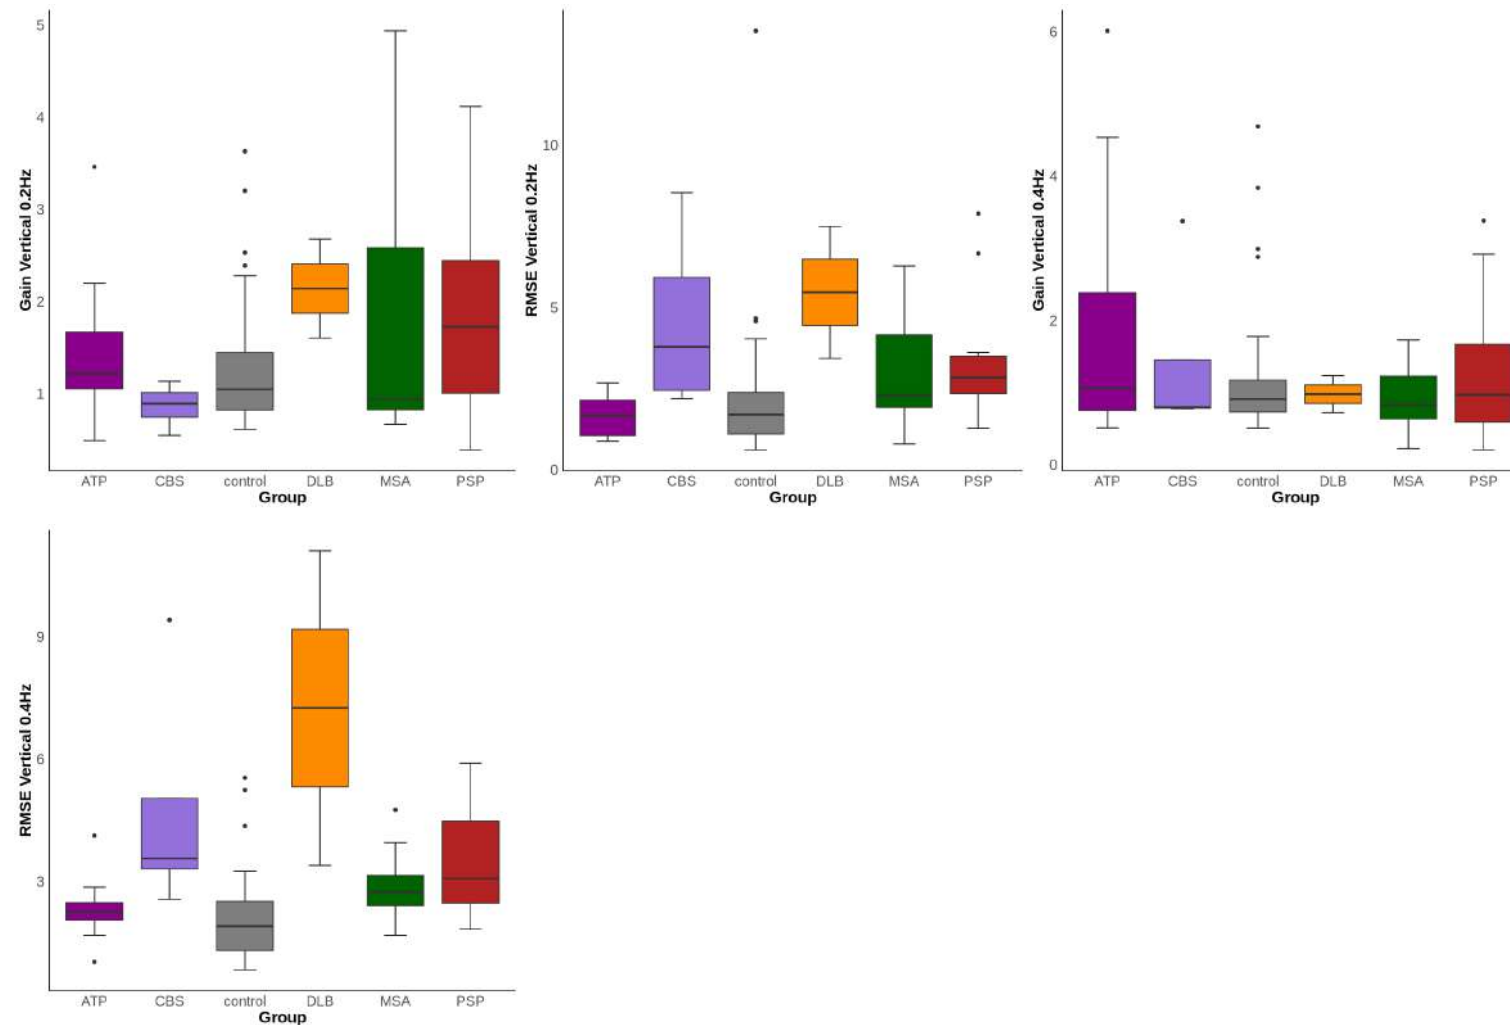 Gain Vertical 0.2Hz
5
4
3
2
1
ATP CBS control DLB MSA PSP
Group
RMSE Vertical 0.2Hz
10
5
0
ATP CBS control DLB MSA PSP
Group
Gain Vertical 0.4Hz
6
4
2
0
ATP CBS control DLB MSA PSP
Group
RMSE Vertical 0.4Hz
9
6
3
ATP CBS control DLB MSA PSP
Group